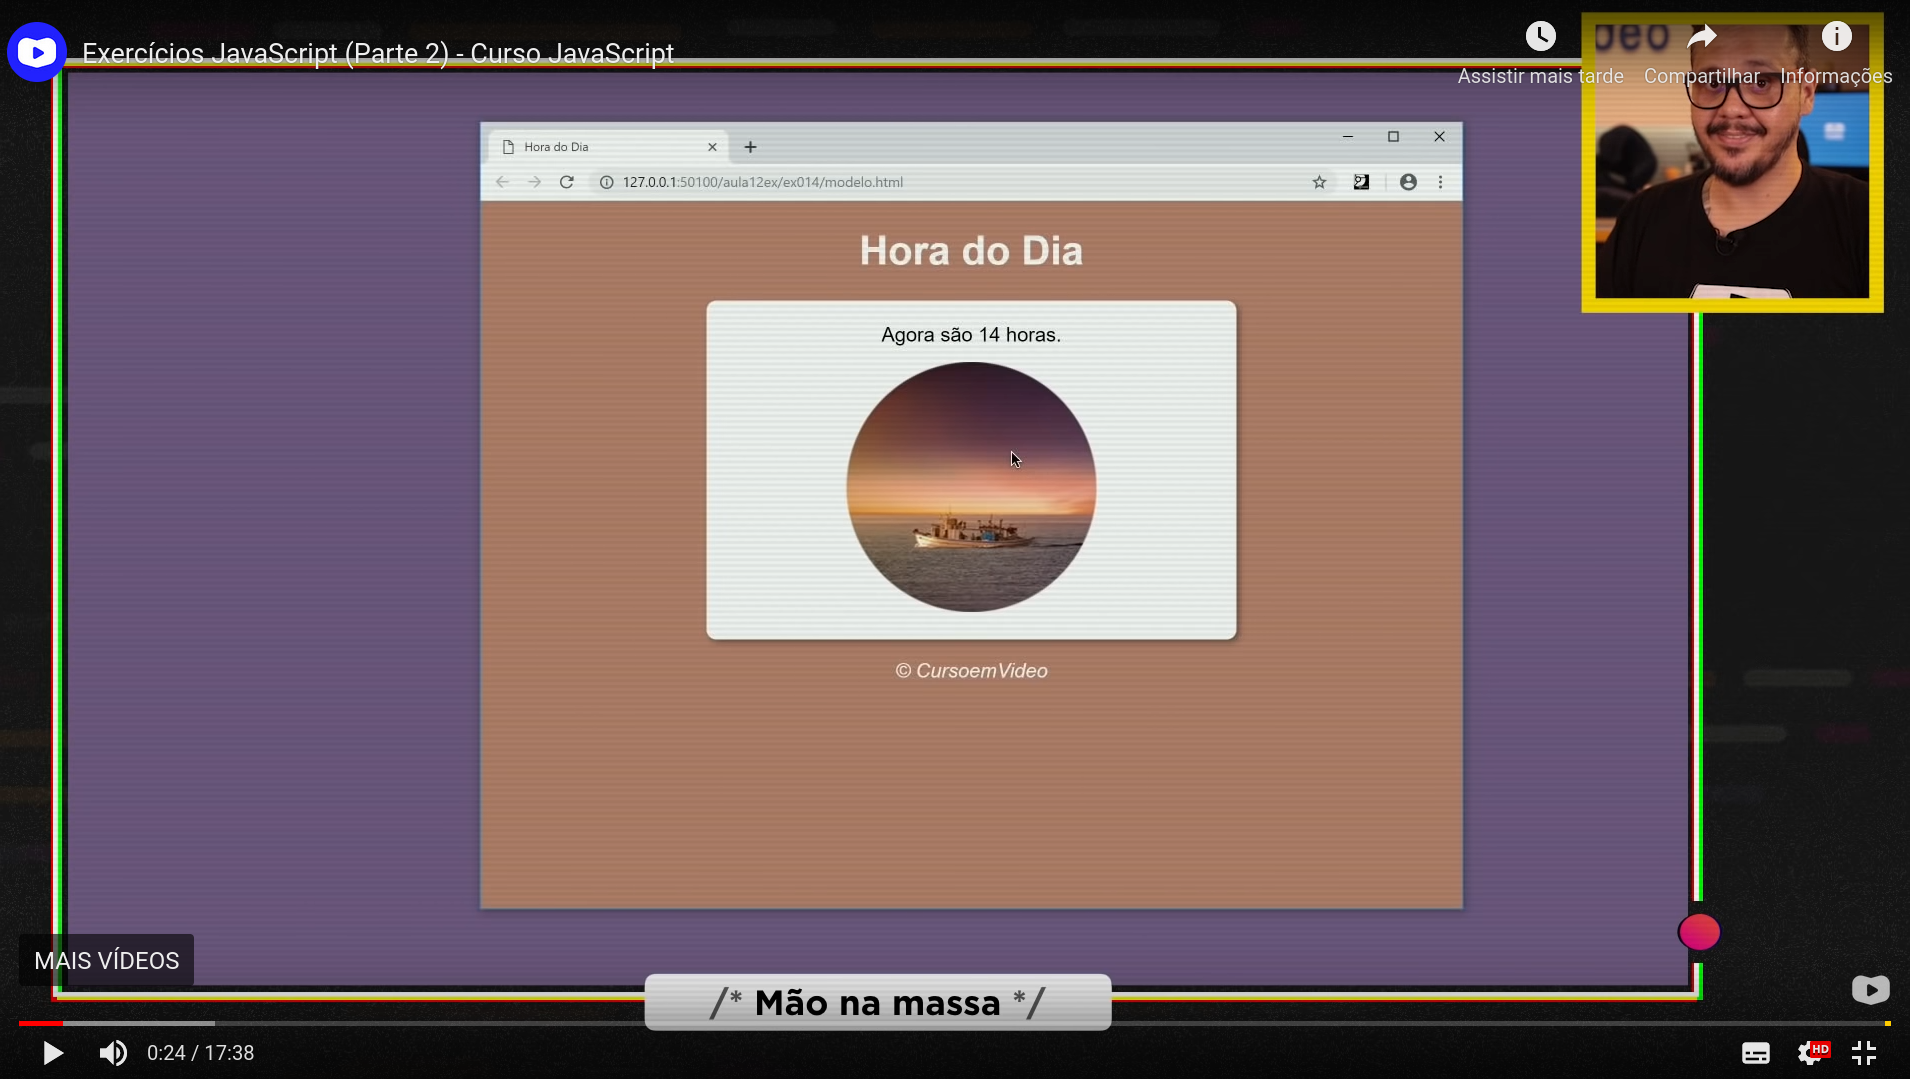 Exercícios JavaScript (Parte 2) - Curso JavaScript
Assistir mais tarde
Compartilhar
Informações
Hora do Dia
127.0.0.1:50100/aula12ex/ex014/modelo.html
Hora do Dia
Agora são 14 horas.
© CursoemVideo
MAIS VÍDEOS
/* Mão na massa */
0:24 / 17:38
HD